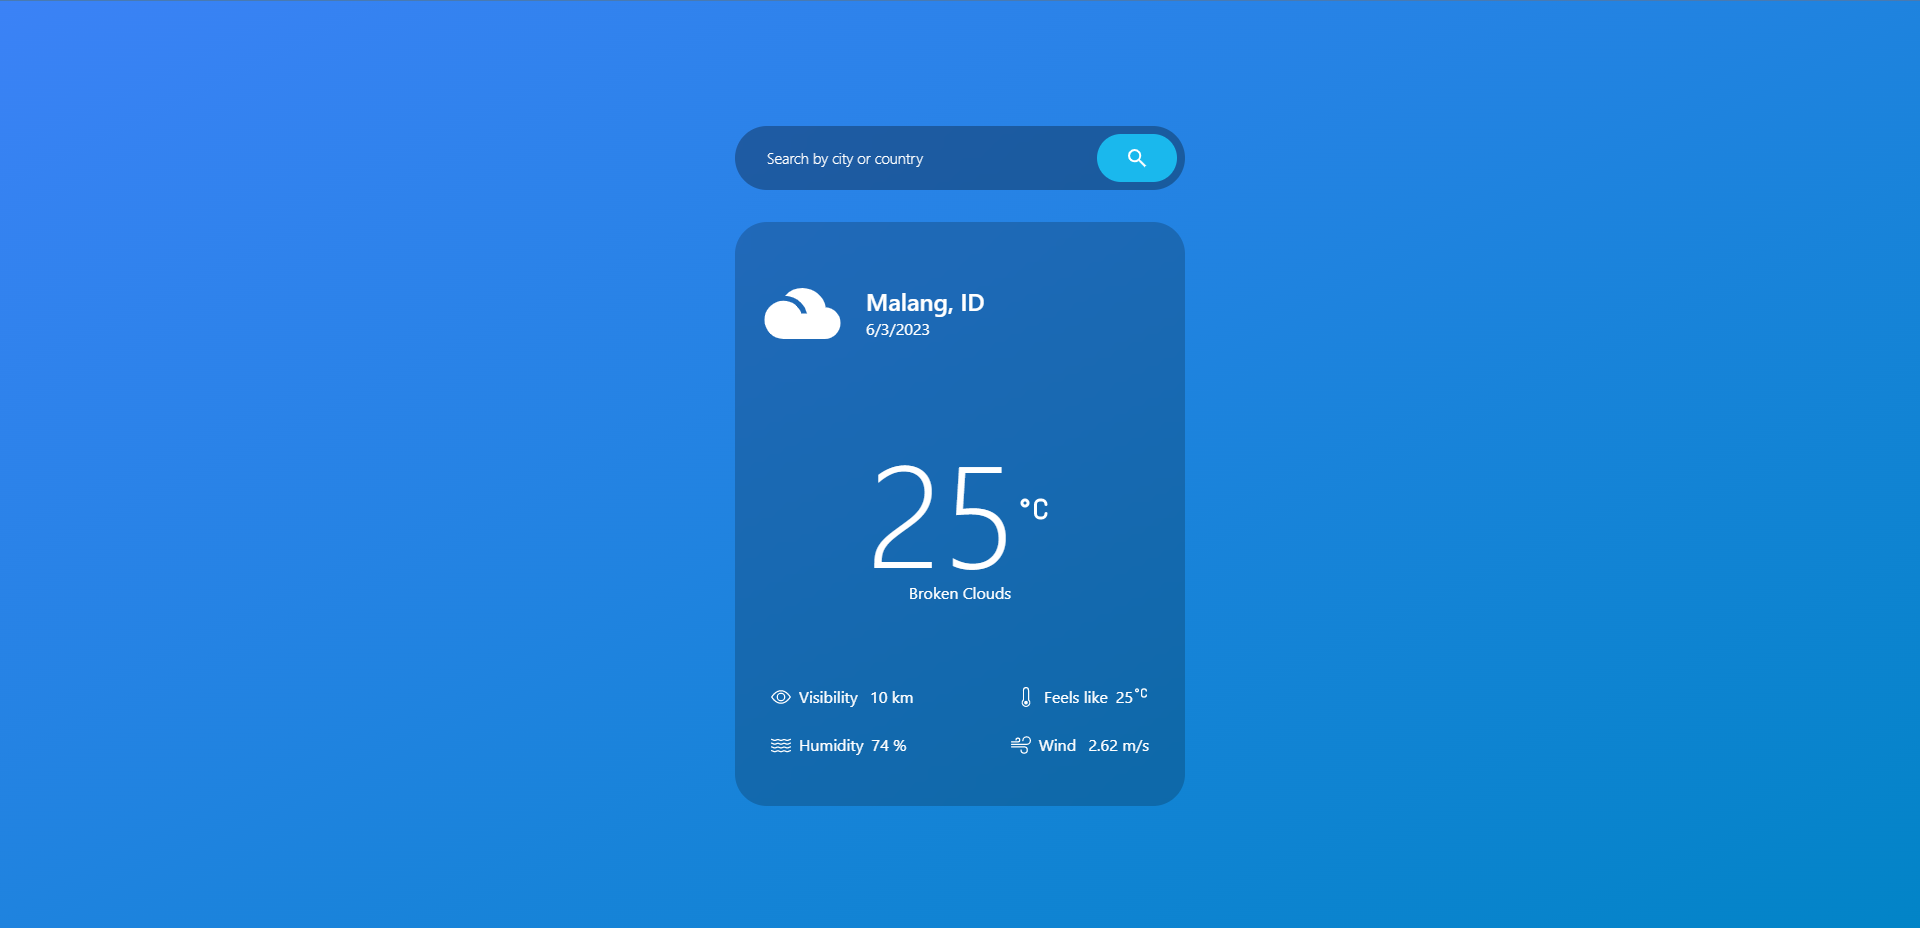 Search by city or country
Malang, ID
6/3/2023
25 °C
Broken Clouds
Visibility 10 km
Feels like 25 °C
Humidity 74 %
Wind 2.62 m/s